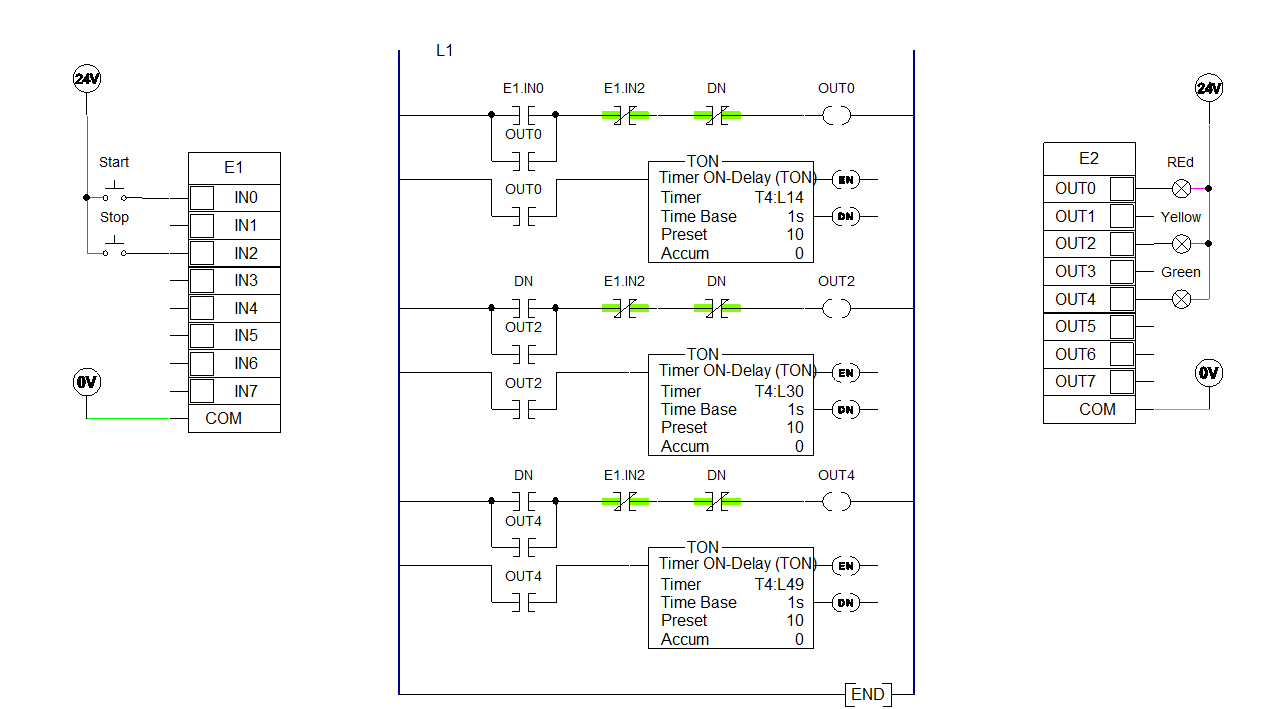 L1
24V
Start
Stop
E1
IN0
IN1
IN2
IN3
IN4
IN5
IN6
IN7
COM
0V
E1.IN0 E1.IN2 DN OUT0
OUT0
OUT0
TON
Timer ON-Delay (TON) EN
Timer T4:L14
Time Base 1s DN
Preset 10
Accum 0
DN E1.IN2 DN OUT2
OUT2
OUT2
TON
Timer ON-Delay (TON) EN
Timer T4:L30
Time Base 1s DN
Preset 10
Accum 0
DN E1.IN2 DN OUT4
OUT4
OUT4
TON
Timer ON-Delay (TON) EN
Timer T4:L49
Time Base 1s DN
Preset 10
Accum 0
END
24V
E2
REd
OUT0
OUT1 Yellow
OUT2
OUT3 Green
OUT4
OUT5
OUT6
OUT7
COM
0V